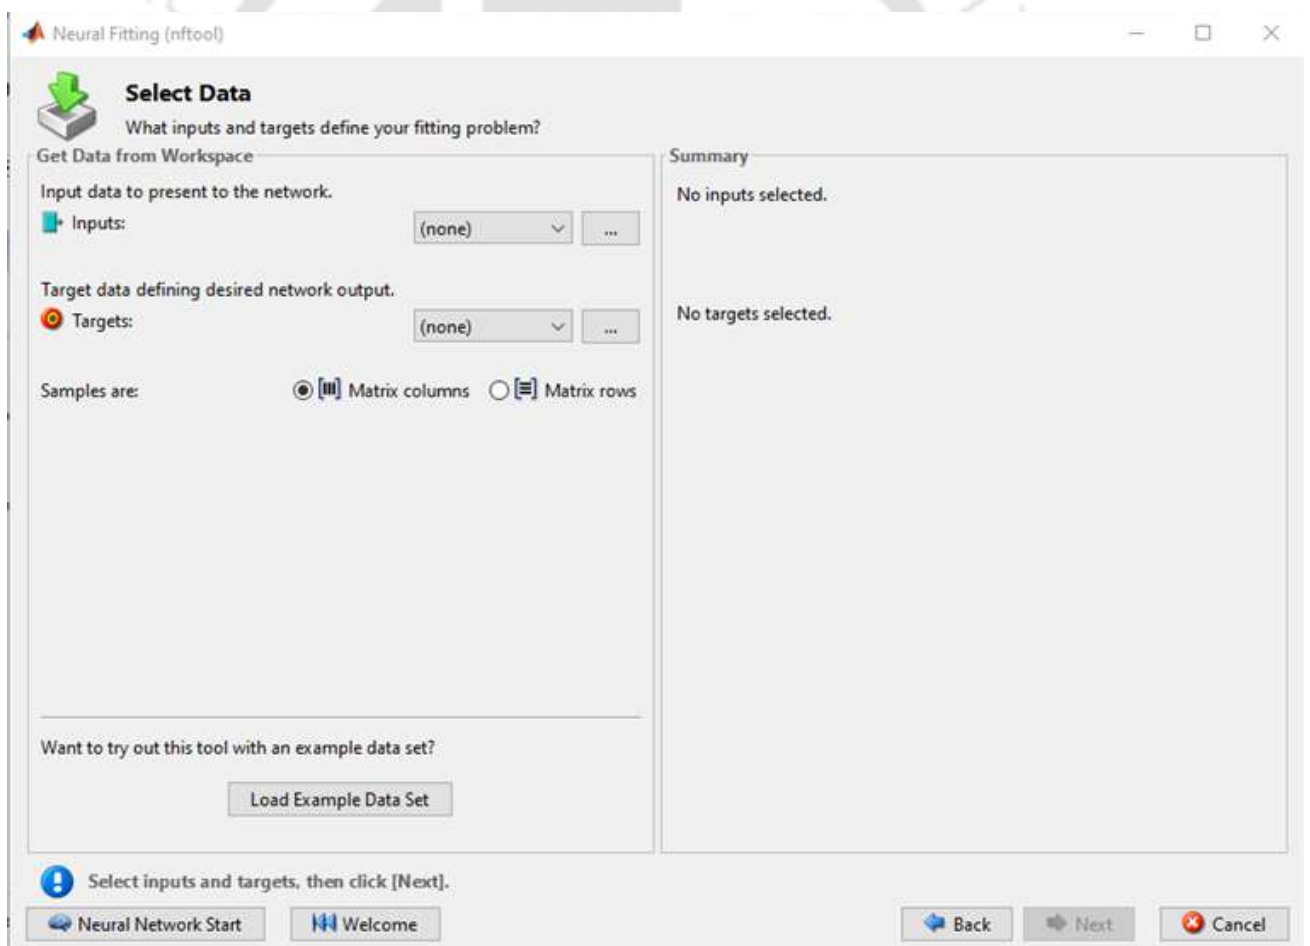 Neural Fitting (nftool)
Select Data
What inputs and targets define your fitting problem?
Get Data from Workspace
Input data to present to the network.
Inputs:
(none)
...
Target data defining desired network output.
Targets:
(none)
...
Samples are:
Matrix columns
Matrix rows
Want to try out this tool with an example data set?
Load Example Data Set
Summary
No inputs selected.
No targets selected.
Select inputs and targets, then click [Next].
Neural Network Start
Welcome
Back
Next
Cancel